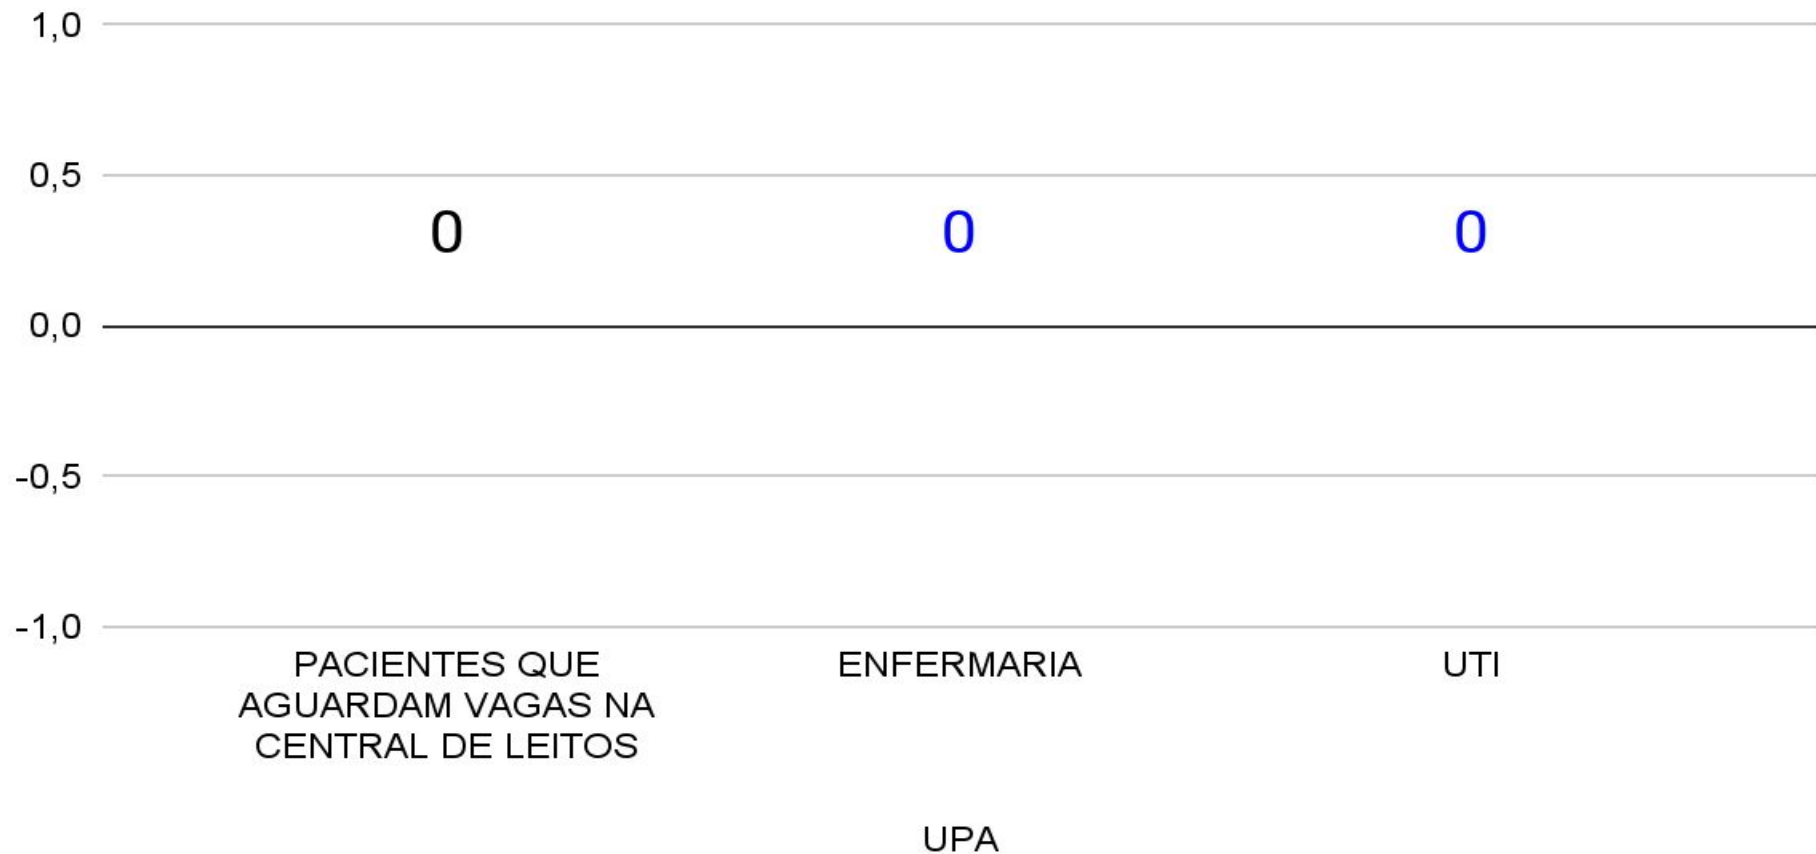 1,0
0,5
0 0 0
0,0
-0,5
-1,0
PACIENTES QUE ENFERMARIA UTI
AGUARDAM VAGAS NA
CENTRAL DE LEITOS
UPA